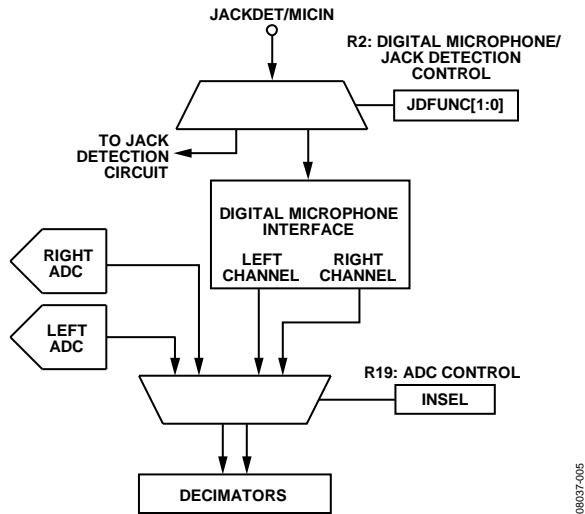 JACKDET/MICIN
R2: DIGITAL MICROPHONE/
JACK DETECTION
CONTROL
JDFUNC[1:0]
TO JACK
DETECTION
CIRCUIT
DIGITAL MICROPHONE
INTERFACE
LEFT
CHANNEL
RIGHT
CHANNEL
RIGHT
ADC
LEFT
ADC
R19: ADC CONTROL
INSEL
DECIMATORS
08037-005